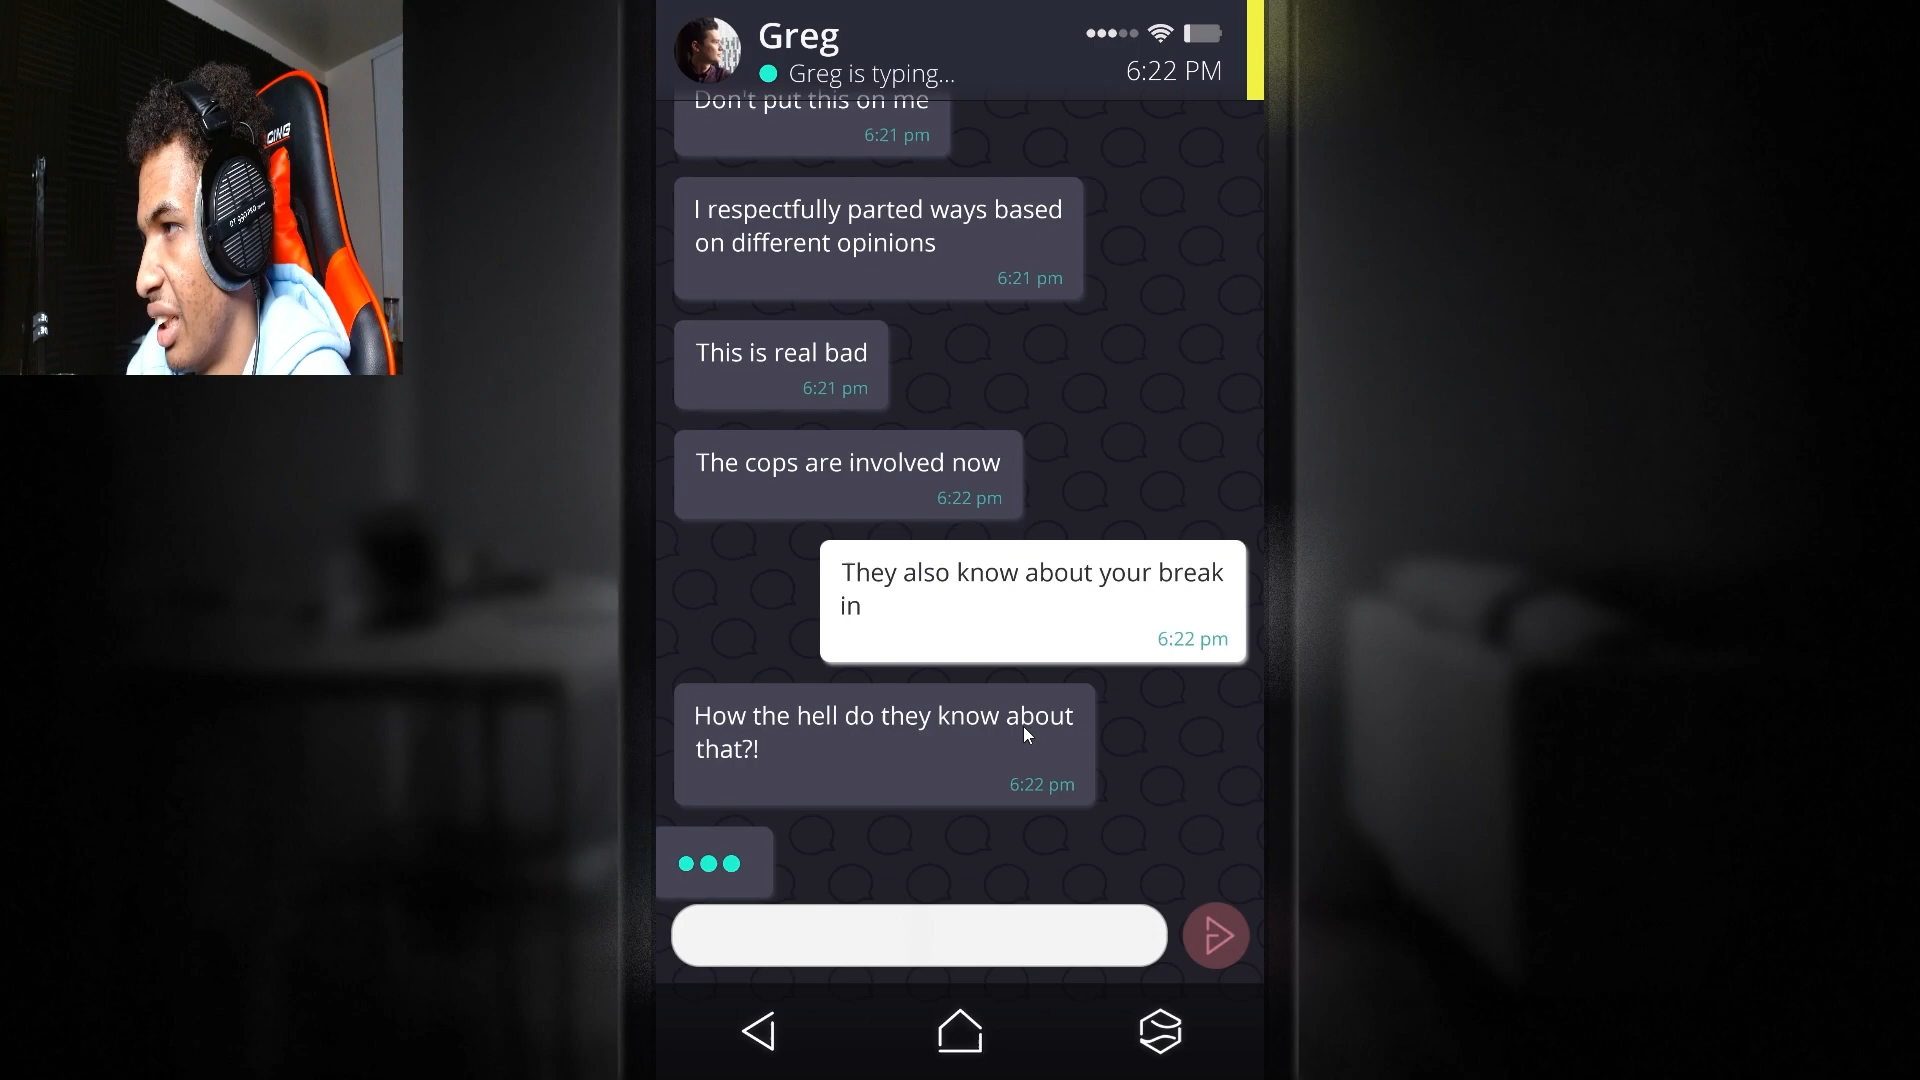 Greg
Greg is typing...
6:22 PM
Don't put this on me
6:21 pm
I respectfully parted ways based
on different opinions
6:21 pm
This is real bad
6:21 pm
The cops are involved now
6:22 pm
They also know about your break
in
6:22 pm
How the hell do they know about
that?!
6:22 pm